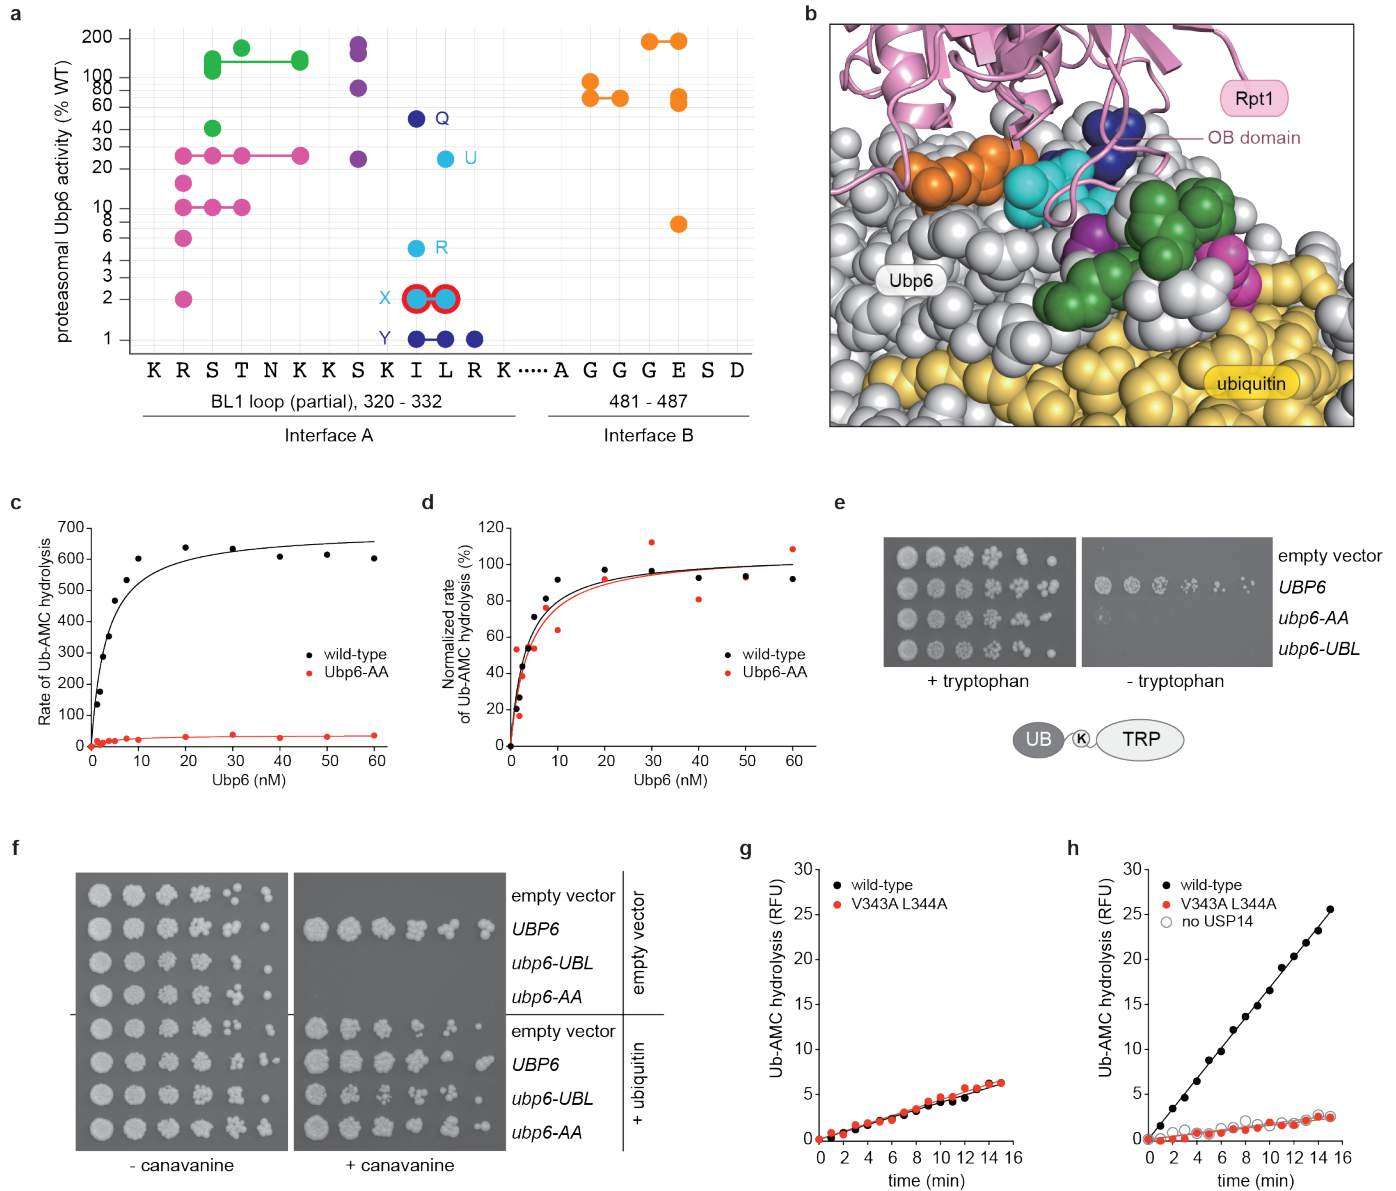 a
proteasomal Ubp6 activity (% WT)
200
100
80
60
40
30
20
10
8
6
4
3
2
1
Q
U
R
X
Y
K R S T N K K S K I L R K ····· A G G G E S D
BL1 loop (partial), 320 - 332
481 - 487
Interface A
Interface B
b
Rpt1
OB domain
Ubp6
ubiquitin
c
Rate of Ub-AMC hydrolysis
700
600
500
400
300
200
100
0
wild-type
Ubp6-AA
0 10 20 30 40 50 60
Ubp6 (nM)
d
Normalized rate
of Ub-AMC hydrolysis (%)
120
100
80
60
40
20
0
wild-type
Ubp6-AA
0 10 20 30 40 50 60
Ubp6 (nM)
e
empty vector
UBP6
ubp6-AA
ubp6-UBL
+ tryptophan
- tryptophan
UB K TRP
f
empty vector
UBP6
ubp6-UBL
ubp6-AA
empty vector
empty vector
UBP6
ubp6-UBL
ubp6-AA
+ ubiquitin
- canavanine
+ canavanine
g
Ub-AMC hydrolysis (RFU)
30
25
20
15
10
5
0
wild-type
V343A L344A
0 2 4 6 8 10 12 14 16
time (min)
h
Ub-AMC hydrolysis (RFU)
30
25
20
15
10
5
0
wild-type
V343A L344A
no USP14
0 2 4 6 8 10 12 14 16
time (min)